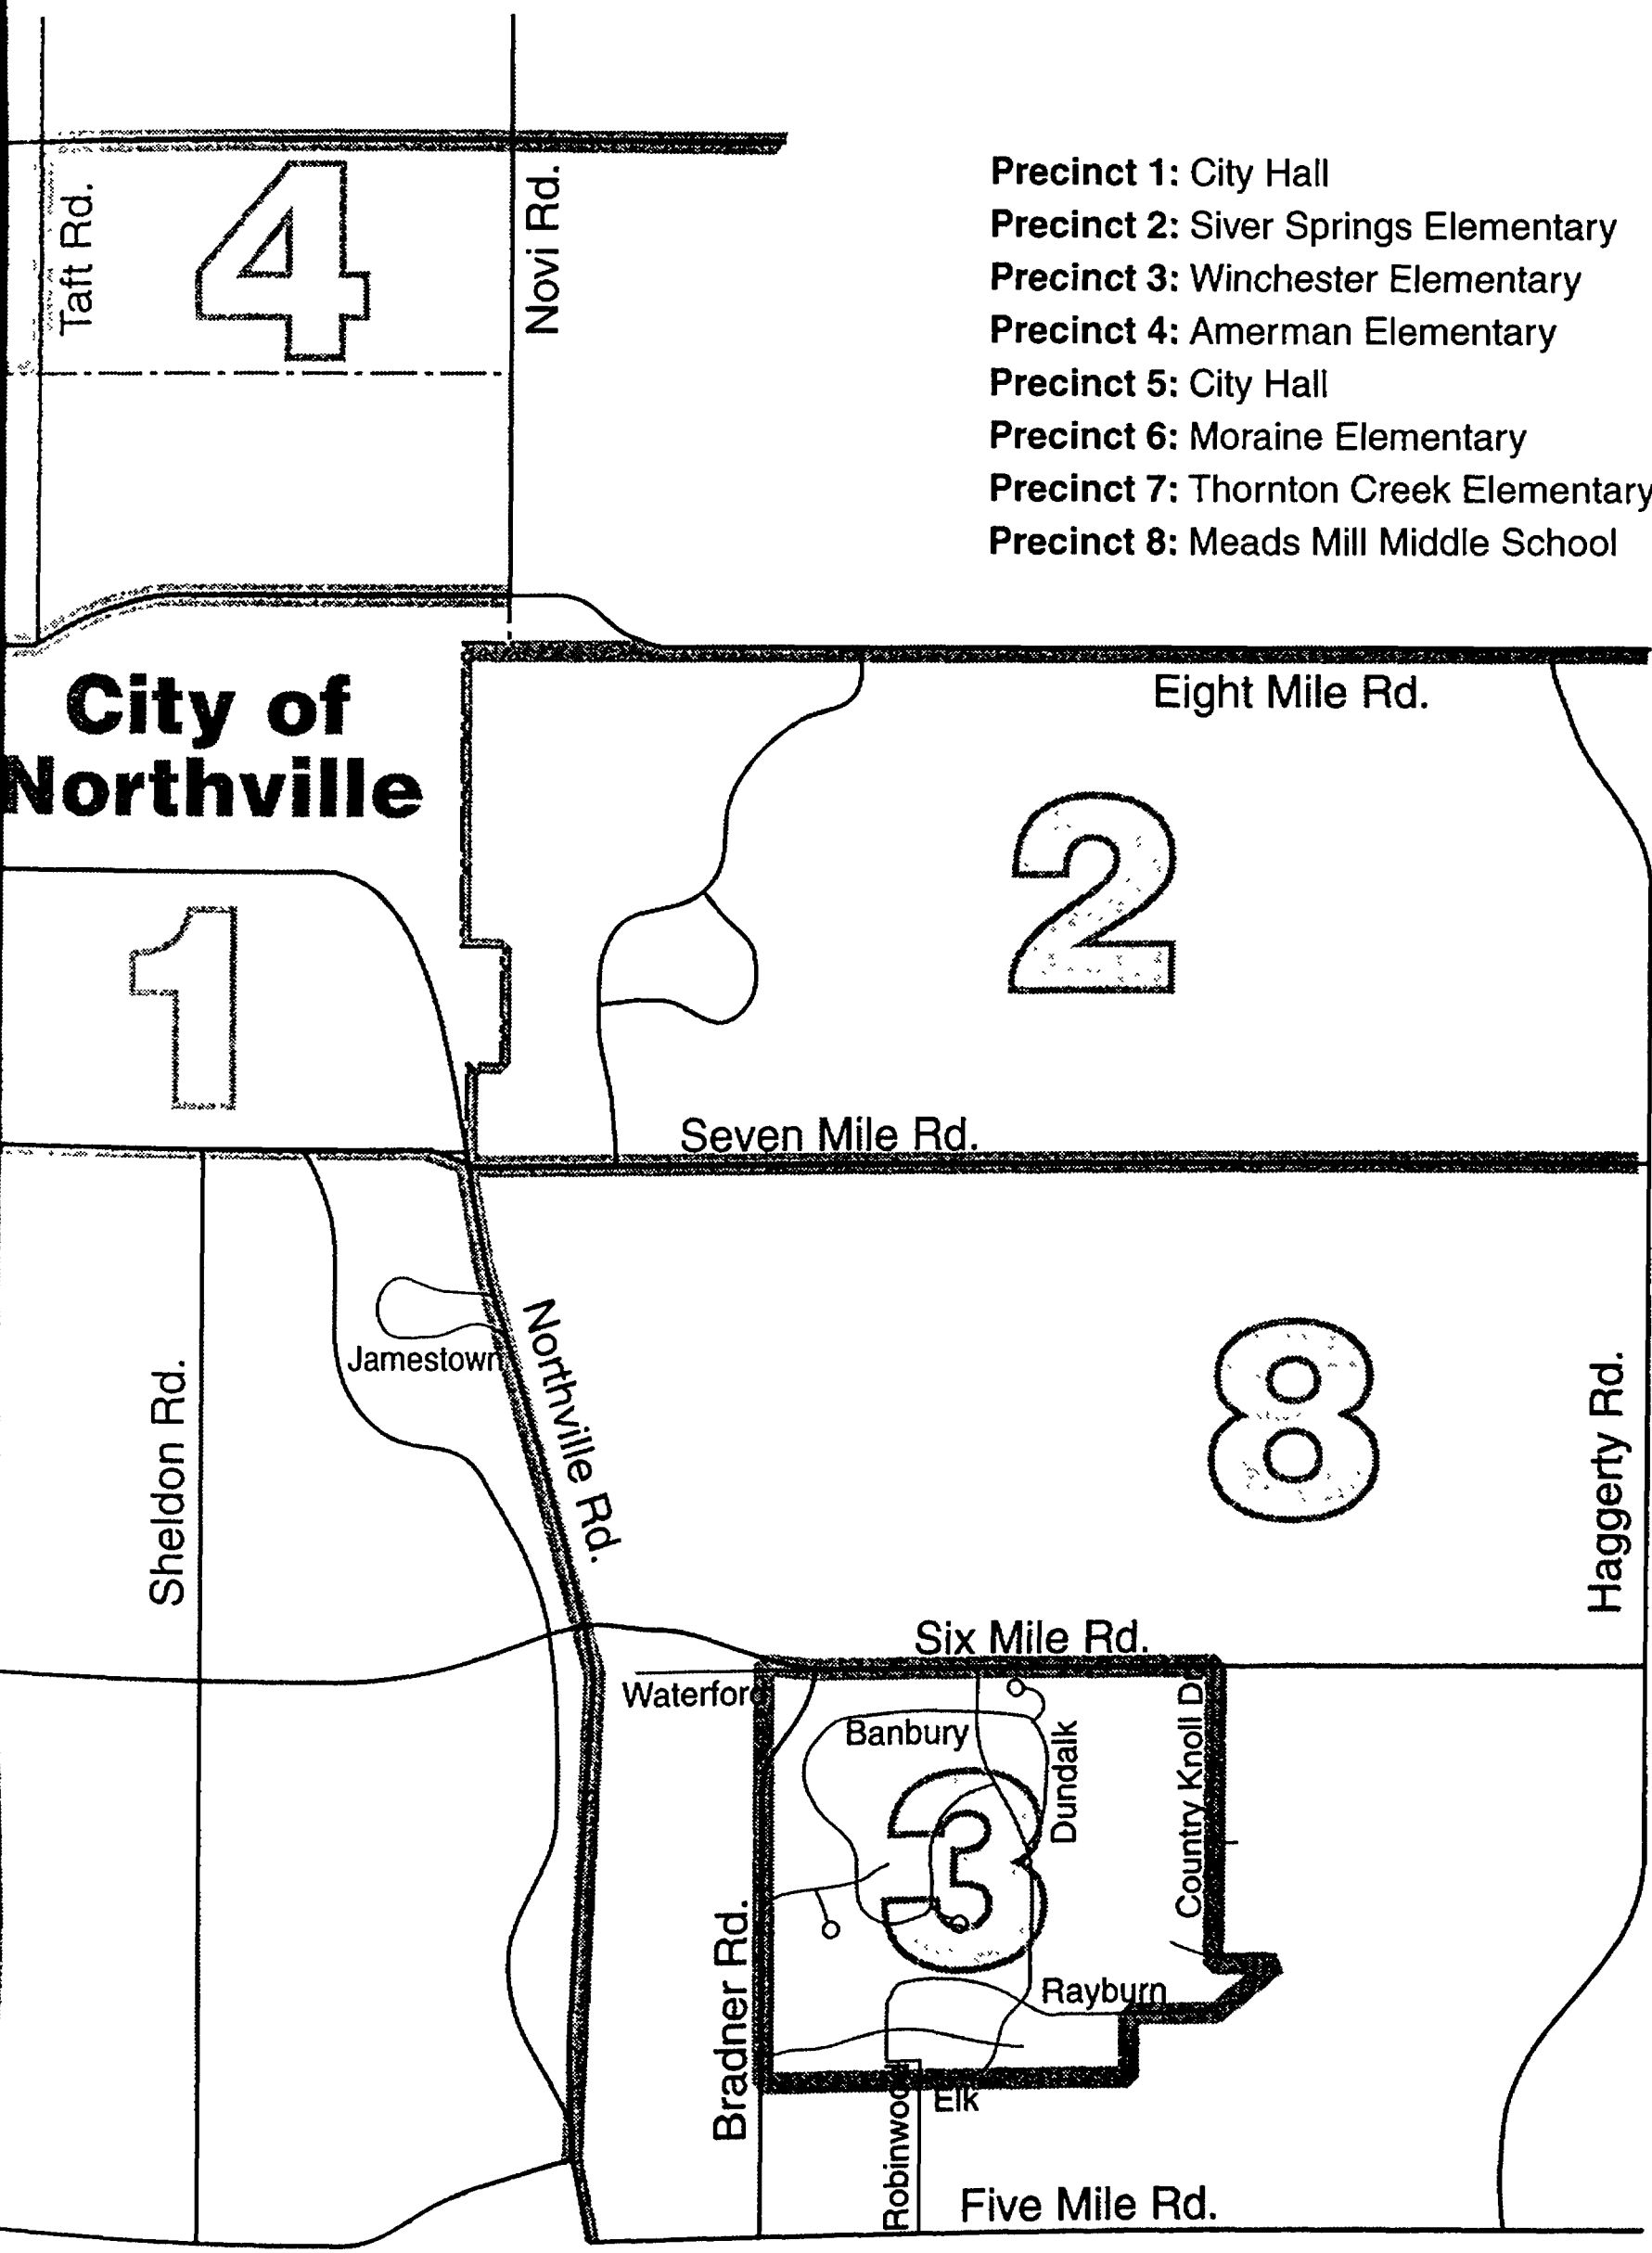 Precinct 1: City Hall
Precinct 2: Siver Springs Elementary
Precinct 3: Winchester Elementary
Precinct 4: Amerman Elementary
Precinct 5: City Hall
Precinct 6: Moraine Elementary
Precinct 7: Thornton Creek Elementary
Precinct 8: Meads Mill Middle School
Taft Rd.
4
Novi Rd.
City of
Northville
Eight Mile Rd.
2
1
Seven Mile Rd.
Jamestown
Northville Rd.
8
Sheldon Rd.
Haggerty Rd.
Six Mile Rd.
Waterford
Banbury
Dundalk
Country Knoll Dr
3
Bradner Rd.
Rayburn
Elk
Robinwood
Five Mile Rd.